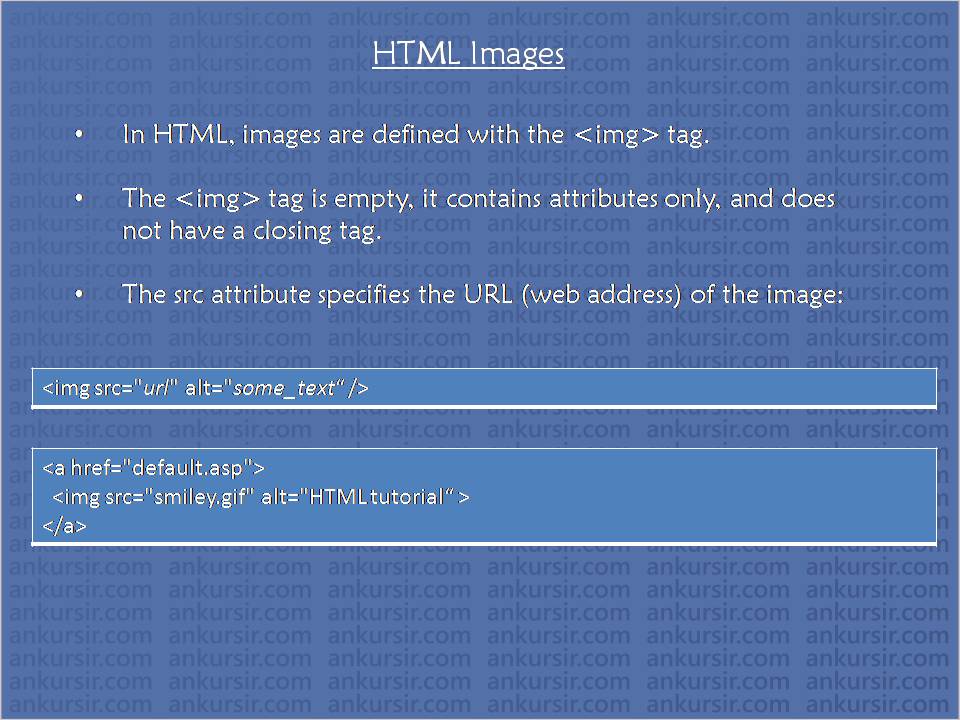 HTML Images
• In HTML, images are defined with the <img> tag.
• The <img> tag is empty, it contains attributes only, and does
not have a closing tag.
• The src attribute specifies the URL (web address) of the image:
<img src="url" alt="some_text“ />
<a href="default.asp">
<img src="smiley.gif" alt="HTML tutorial“ >
</a>
ankursir.com